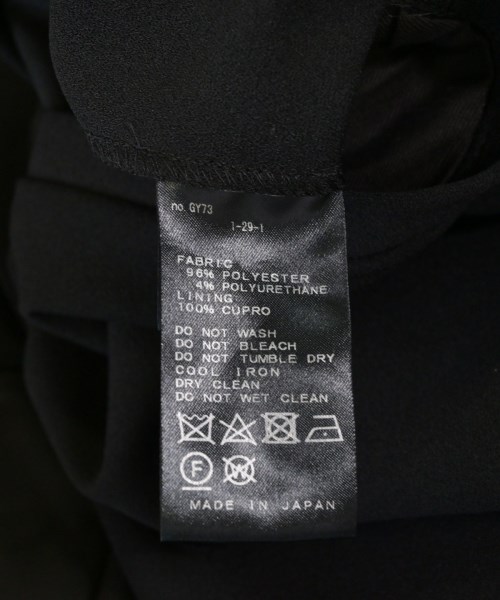 no. GY73
1-29-1
FABRIC
96% POLYESTER
4% POLYURETHANE
LINING
100% CUPRO
DO NOT WASH
DO NOT BLEACH
DO NOT TUMBLE DRY
COOL IRON
DRY CLEAN
DO NOT WET CLEAN
F W
MADE IN JAPAN